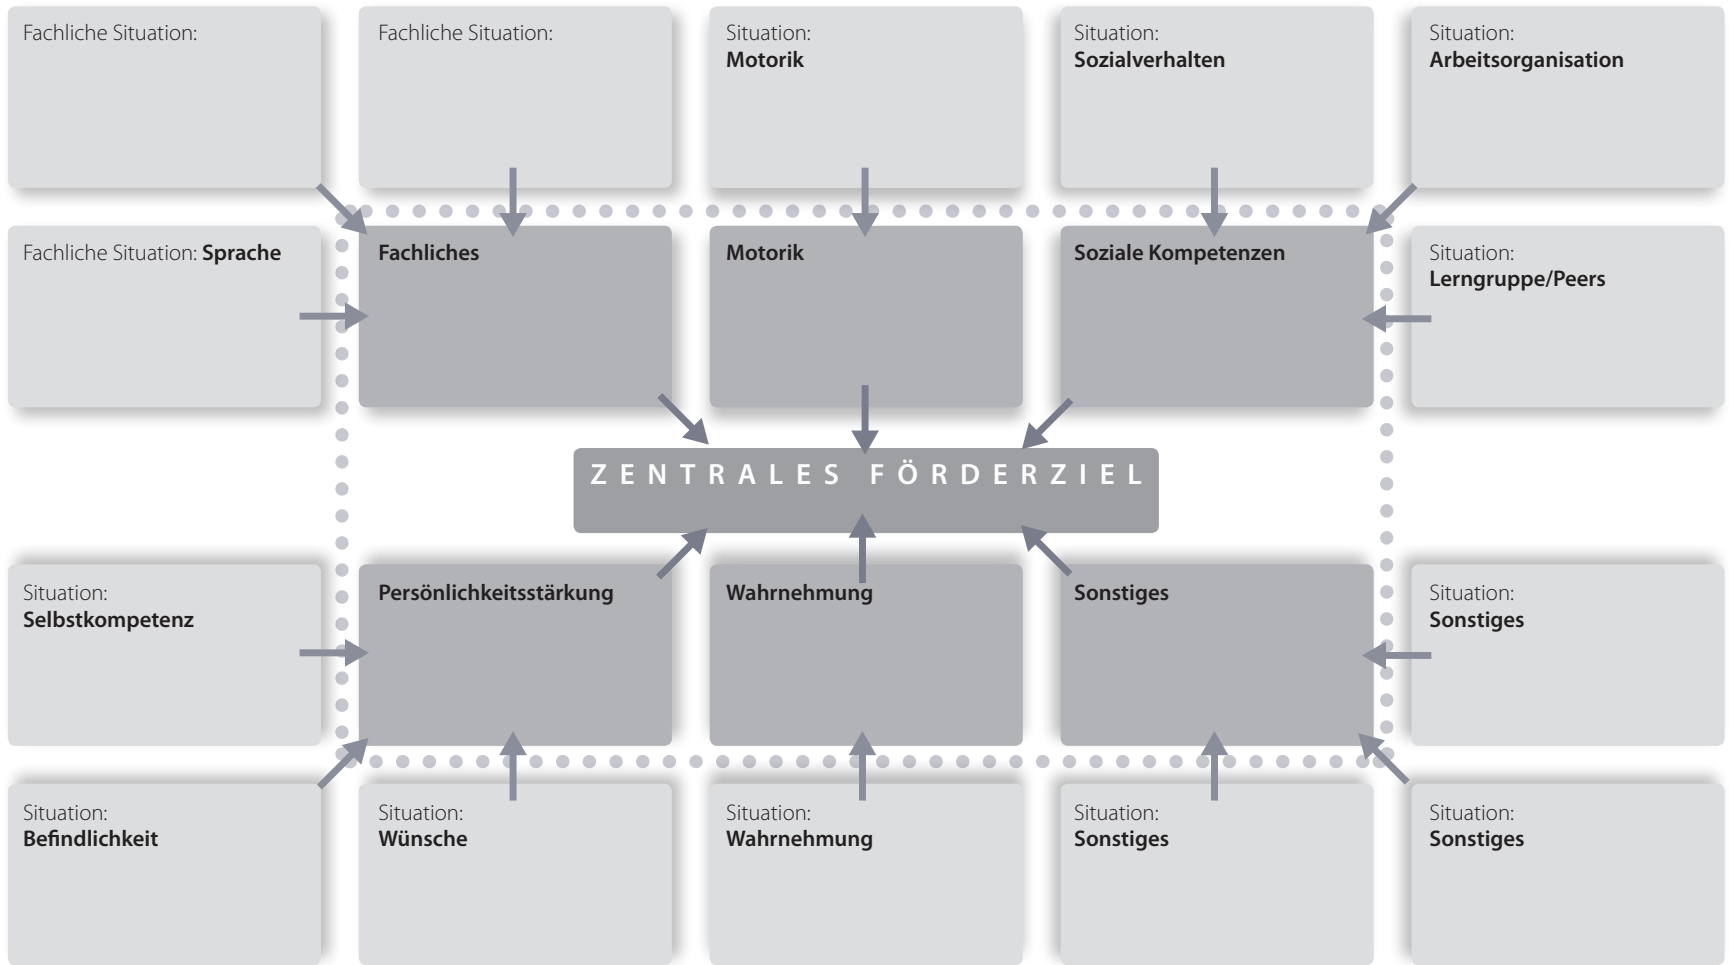 Fachliche Situation:
Fachliche Situation:
Situation:
Motorik
Situation:
Sozialverhalten
Situation:
Arbeitsorganisation
Fachliche Situation: Sprache
Fachliches
Motorik
Soziale Kompetenzen
Situation:
Lerngruppe/Peers
ZENTRALES FÖRDERZIEL
Situation:
Selbstkompetenz
Persönlichkeitsstärkung
Wahrnehmung
Sonstiges
Situation:
Sonstiges
Situation:
Befindlichkeit
Situation:
Wünsche
Situation:
Wahrnehmung
Situation:
Sonstiges
Situation:
Sonstiges